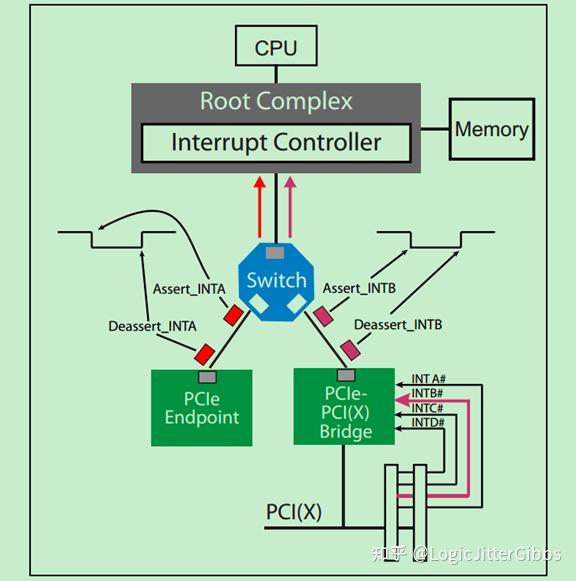 CPU
Root Complex
Interrupt Controller
Memory
Switch
Assert_INTA
Assert_INTB
Deassert_INTA
Deassert_INTB
PCIe
Endpoint
PCIe-
PCI(X)
Bridge
INT A#
INTB#
INTC#
INTD#
PCI(X)
知乎 @LogicJitterGibbs